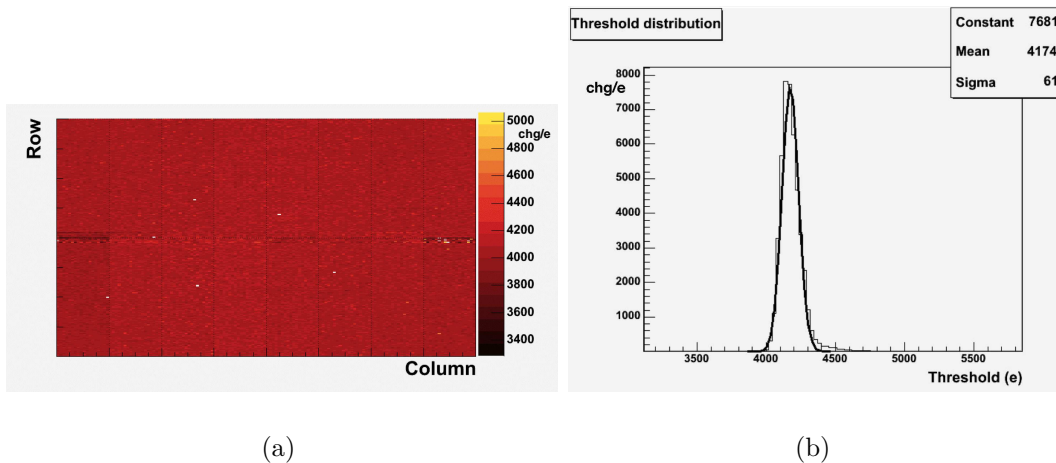 Row
5000
chg/e
4800
4600
4400
4200
4000
3800
3600
3400
Column
(a)
Threshold distribution
Constant 7681
Mean 4174
Sigma 61
chg/e
8000
7000
6000
5000
4000
3000
2000
1000
3500 4000 4500 5000 5500
Threshold (e)
(b)